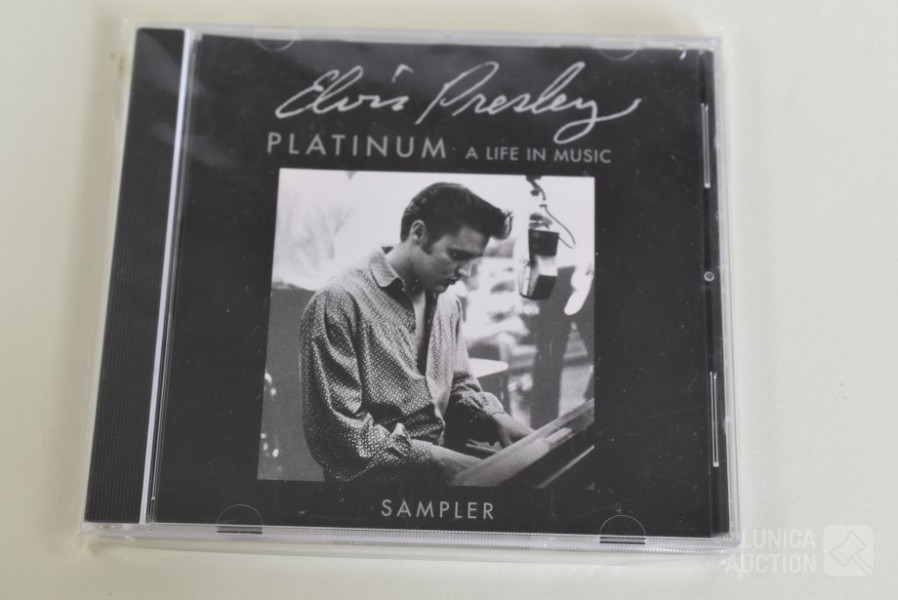 Elvis Presley
PLATINUM A LIFE IN MUSIC
SAMPLER
LUNICA
AUCTION